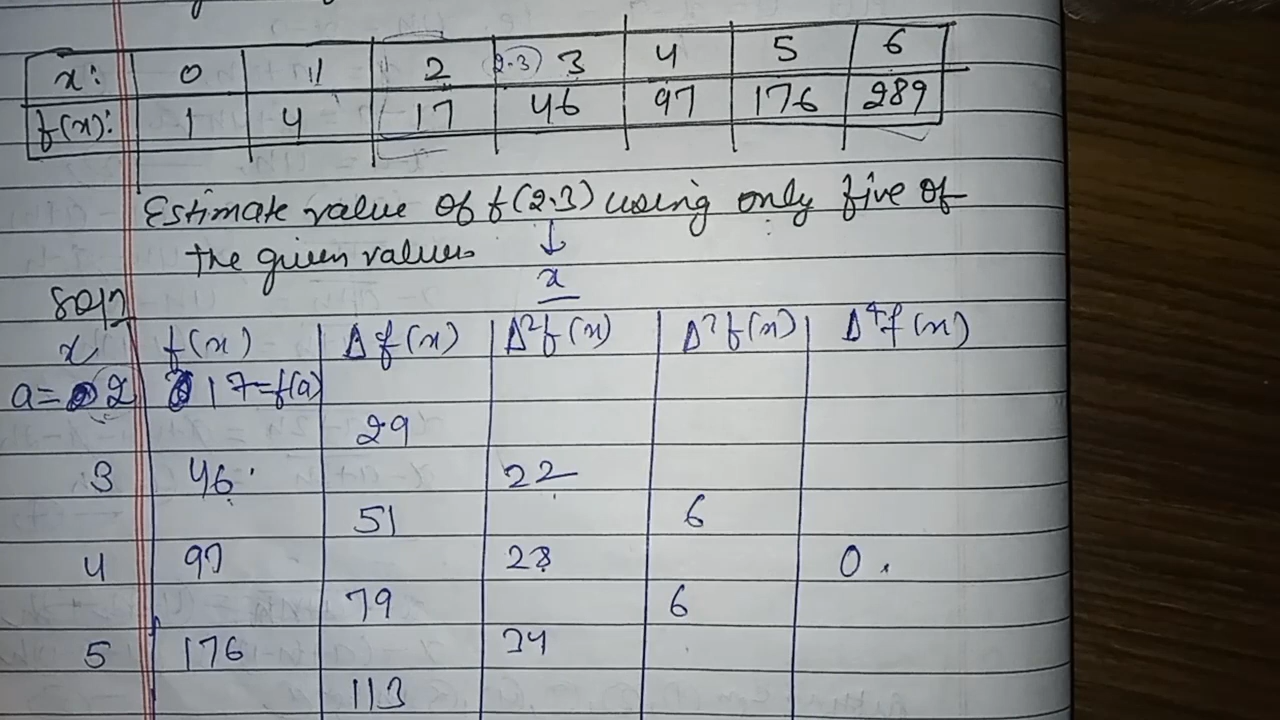 x: 0 1 2 (2.3) 3 4 5 6
f(x): 1 4 17 46 97 176 289
Estimate value of f(2.3) using only five of
the given values
↓
x
Soln
x f(x) Δf(x) Δ²f(x) Δ³f(x) Δ⁴f(x)
a= 2 17=f(a)
29
3 46 22
51 6
4 97 28 0
79 6
5 176 34
113